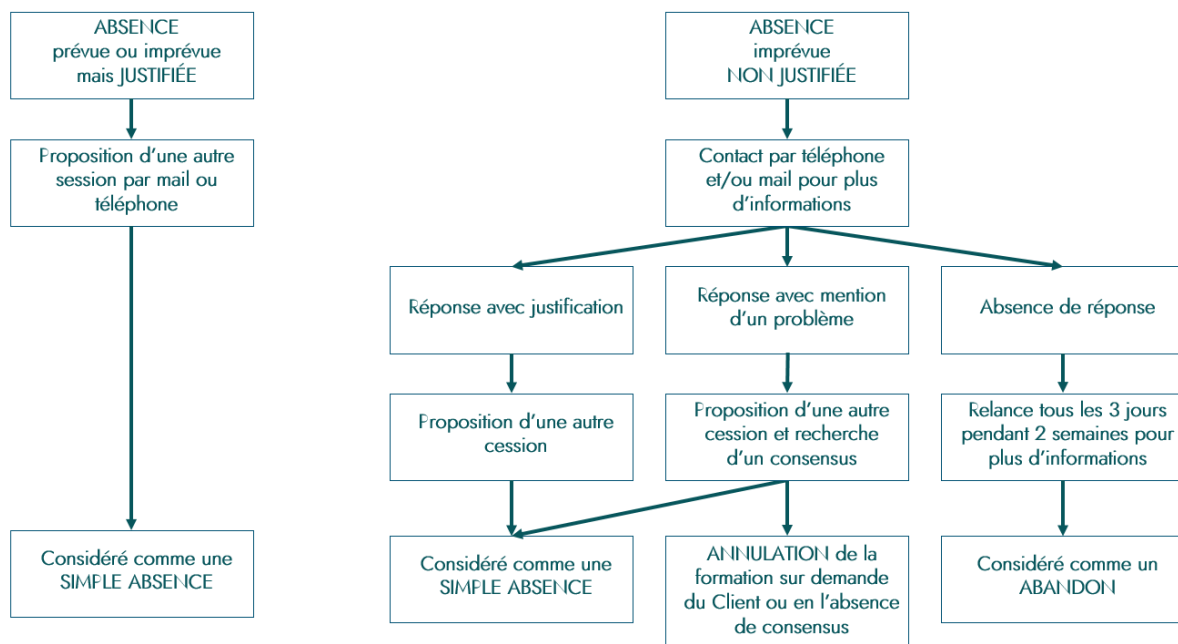 ABSENCE
prévue ou imprévue
mais JUSTIFIÉE
ABSENCE
imprévue
NON JUSTIFIÉE
Proposition d'une autre
session par mail ou
téléphone
Contact par téléphone
et/ou mail pour plus
d'informations
Réponse avec justification
Réponse avec mention
d'un problème
Absence de réponse
Proposition d'une autre
cession
Proposition d'une autre
cession et recherche
d'un consensus
Relance tous les 3 jours
pendant 2 semaines pour
plus d'informations
Considéré comme une
SIMPLE ABSENCE
Considéré comme une
SIMPLE ABSENCE
ANNULATION de la
formation sur demande
du Client ou en l'absence
de consensus
Considéré comme un
ABANDON